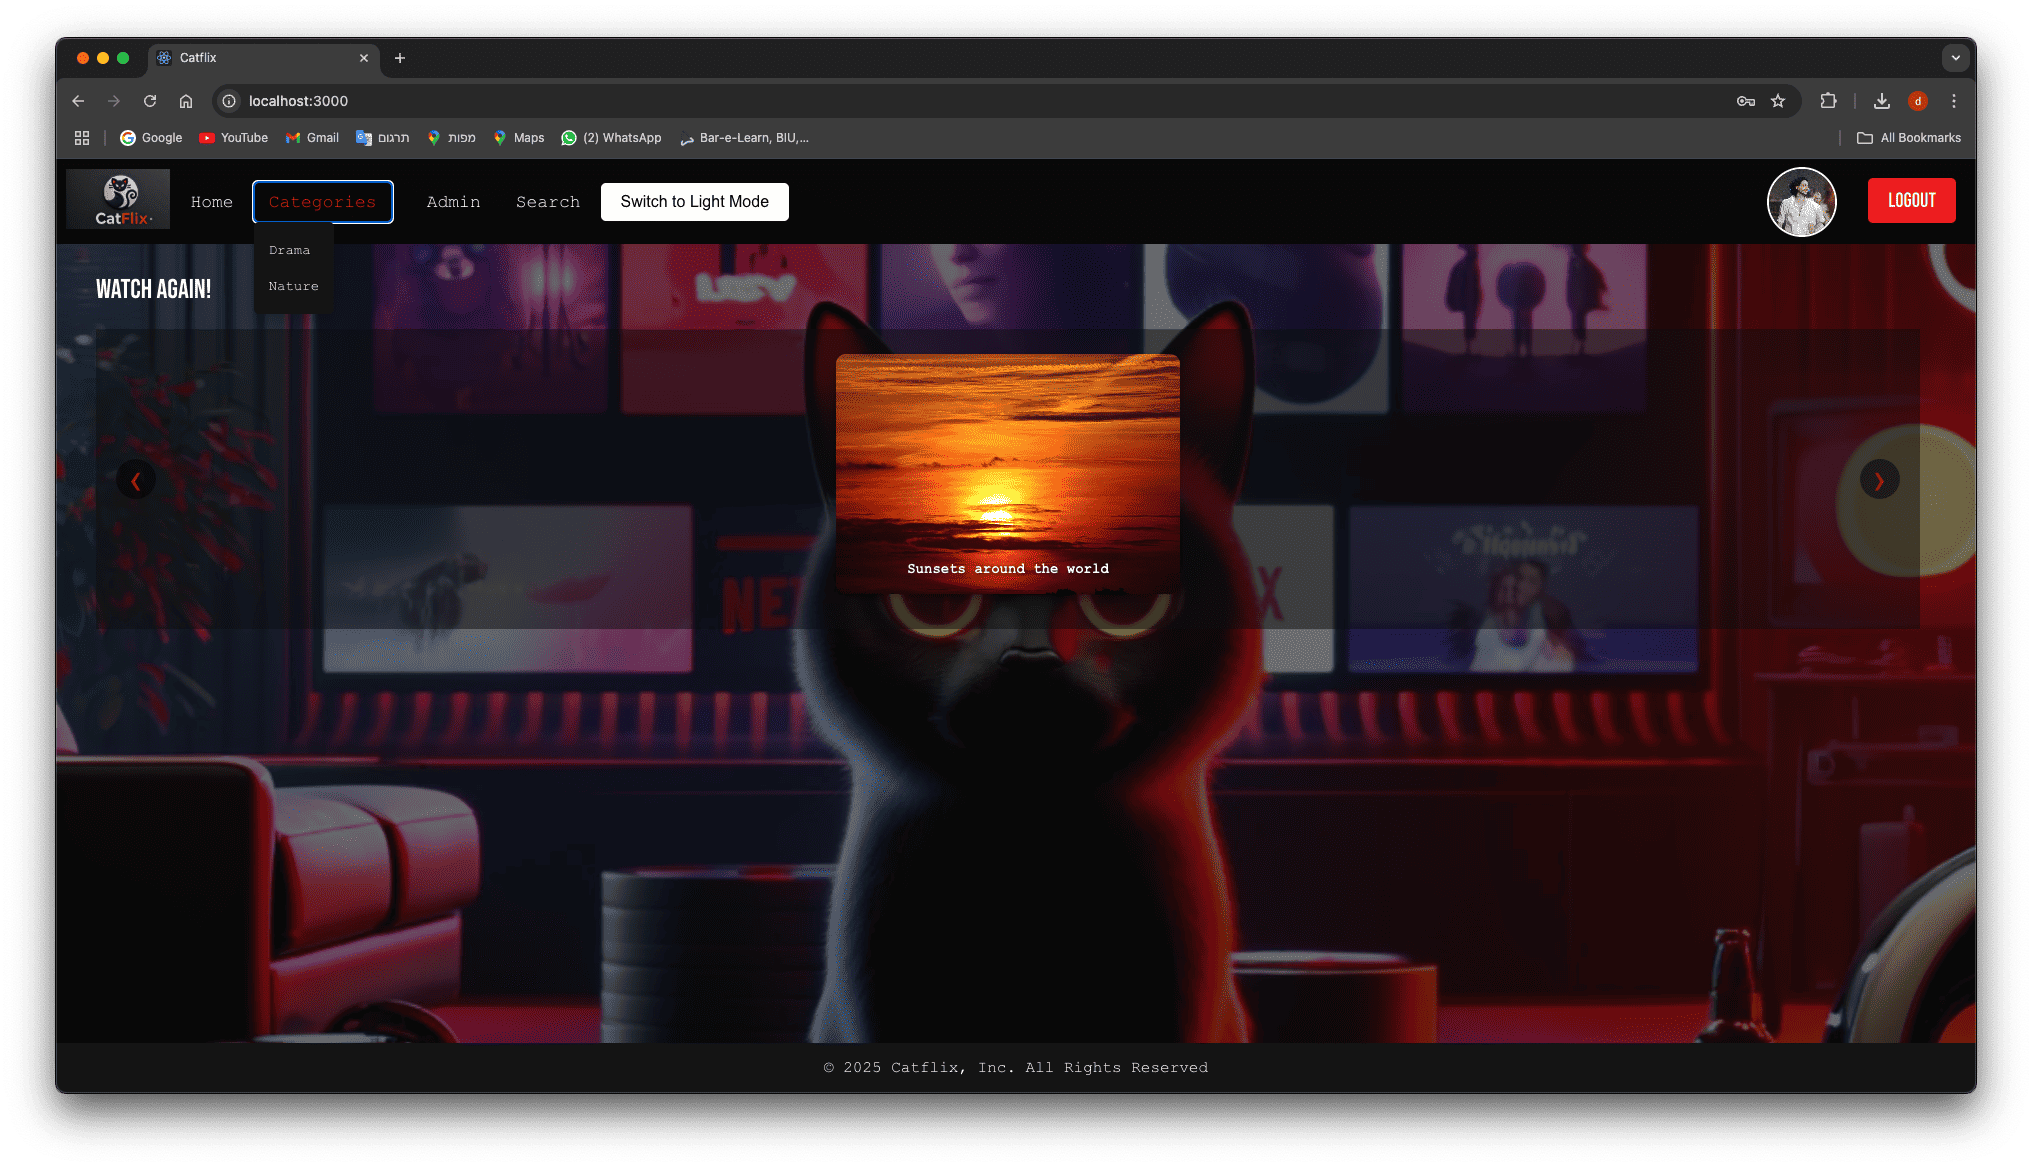 Catflix
localhost:3000
Google YouTube Gmail תרגום מפות Maps (2) WhatsApp Bar-e-Learn, BIU,... All Bookmarks
CatFlix
Home Categories Admin Search Switch to Light Mode d LOGOUT
Drama
Nature
WATCH AGAIN!
Sunsets around the world
© 2025 Catflix, Inc. All Rights Reserved